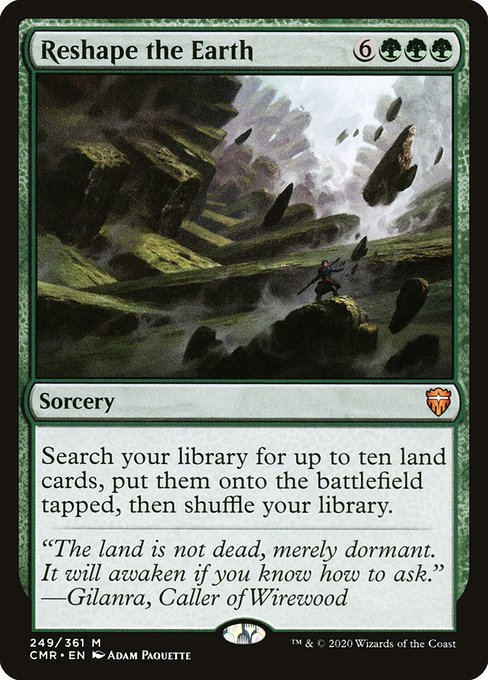 Reshape the Earth 6
Sorcery
Search your library for up to ten land
cards, put them onto the battlefield
tapped, then shuffle your library.
“The land is not dead, merely dormant.
It will awaken if you know how to ask.”
—Gilanra, Caller of Wirewood
249/361 M
CMR • EN Adam Paquette
™ & © 2020 Wizards of the Coast